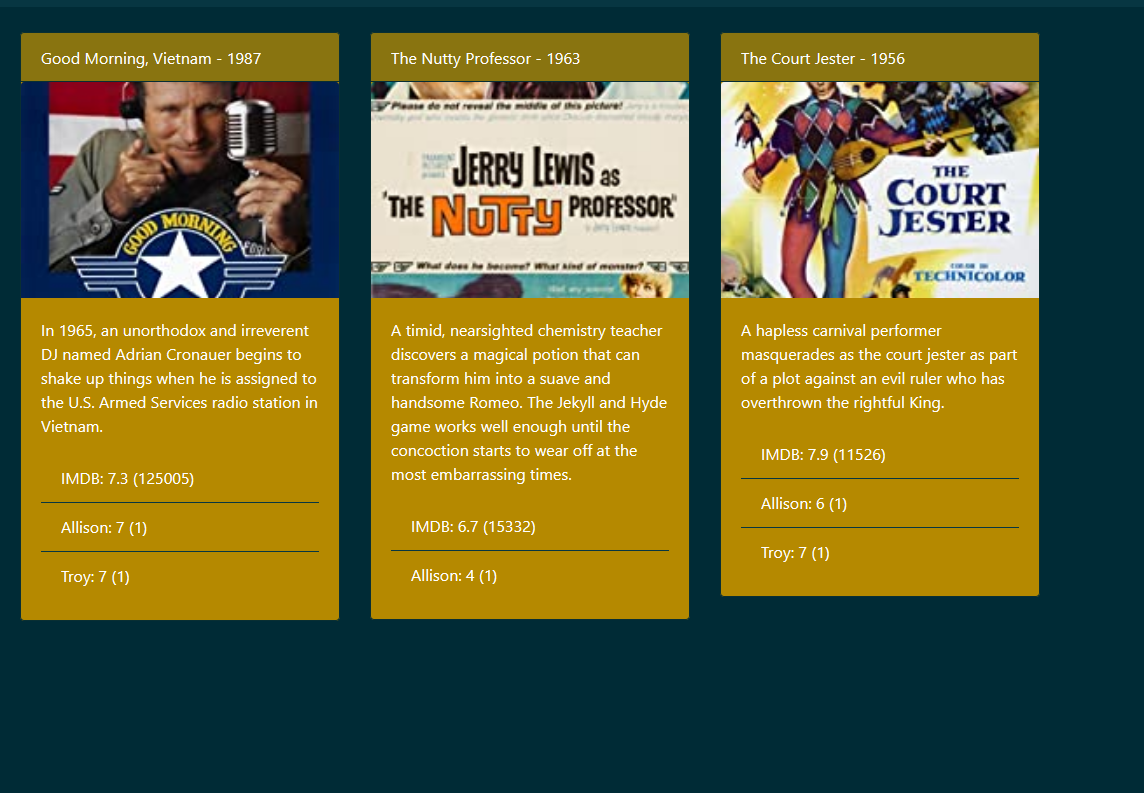 Good Morning, Vietnam - 1987
GOOD MORNING
In 1965, an unorthodox and irreverent
DJ named Adrian Cronauer begins to
shake up things when he is assigned to
the U.S. Armed Services radio station in
Vietnam.
IMDB: 7.3 (125005)
Allison: 7 (1)
Troy: 7 (1)
The Nutty Professor - 1963
Please do not reveal the middle of this picture!
JERRY LEWIS as
'THE NUTTY PROFESSOR'
What does he become? What kind of monster?
A timid, nearsighted chemistry teacher
discovers a magical potion that can
transform him into a suave and
handsome Romeo. The Jekyll and Hyde
game works well enough until the
concoction starts to wear off at the
most embarrassing times.
IMDB: 6.7 (15332)
Allison: 4 (1)
The Court Jester - 1956
THE
COURT
JESTER
COLOR BY
TECHNICOLOR
A hapless carnival performer
masquerades as the court jester as part
of a plot against an evil ruler who has
overthrown the rightful King.
IMDB: 7.9 (11526)
Allison: 6 (1)
Troy: 7 (1)